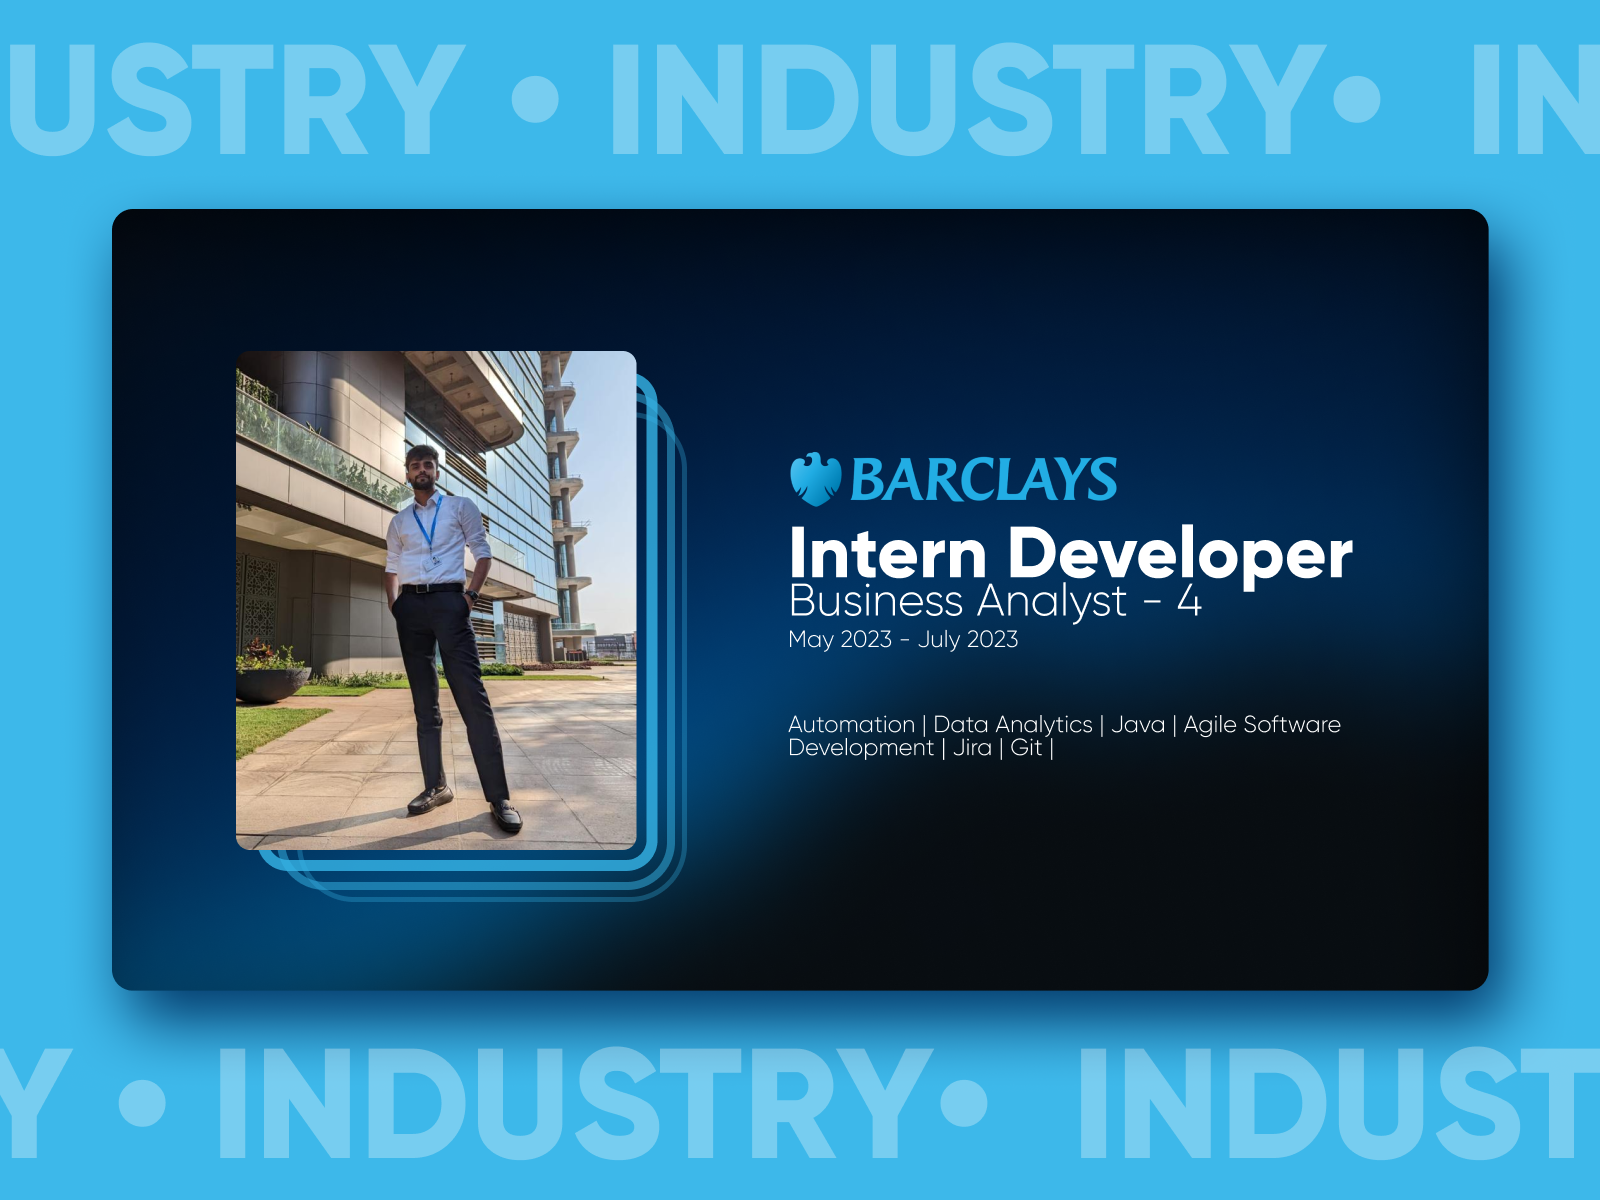 USTRY • INDUSTRY• IN
BARCLAYS
Intern Developer
Business Analyst - 4
May 2023 - July 2023
Automation | Data Analytics | Java | Agile Software
Development | Jira | Git |
Y • INDUSTRY• INDUST